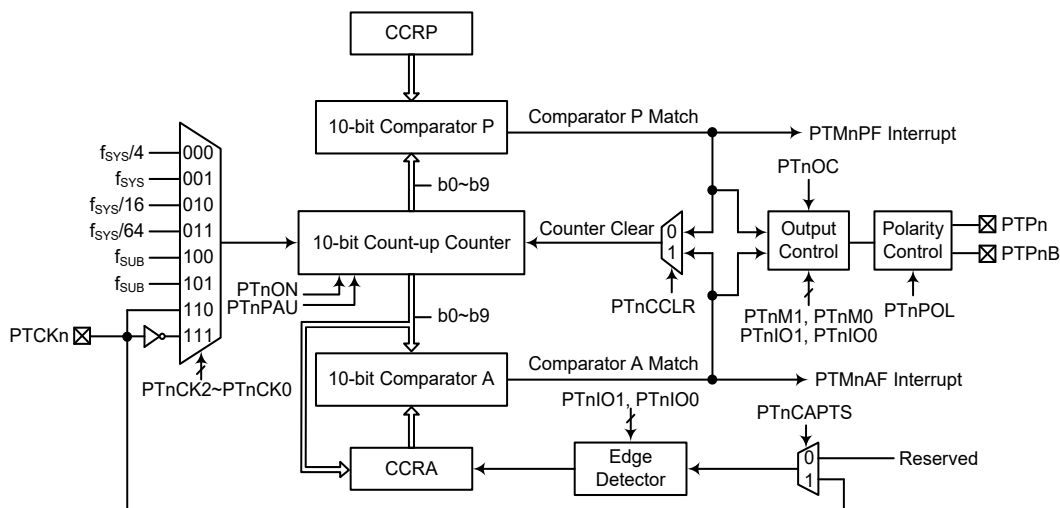 CCRP
10-bit Comparator P
Comparator P Match
PTMnPF Interrupt
fSYS/4
000
fSYS
001
fSYS/16
010
fSYS/64
011
fSUB
100
fSUB
101
110
111
b0~b9
PTnOC
10-bit Count-up Counter
Counter Clear
0
1
Output
Control
Polarity
Control
PTPn
PTPnB
PTnON
PTnPAU
PTnCCLR
PTnM1, PTnM0
PTnIO1, PTnIO0
PTnPOL
PTCKn
b0~b9
PTnCK2~PTnCK0
10-bit Comparator A
Comparator A Match
PTMnAF Interrupt
PTnIO1, PTnIO0
PTnCAPTS
CCRA
Edge
Detector
0
1
Reserved